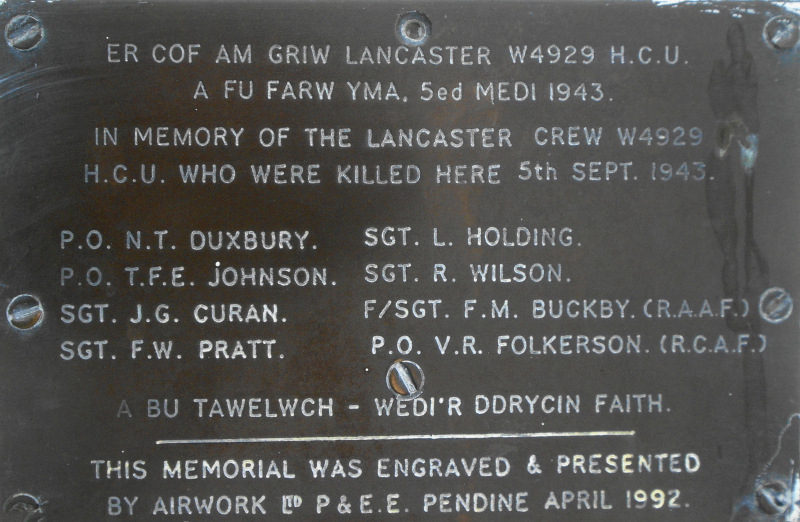 ER COF AM GRIW LANCASTER W4929 H.C.U.
A FU FARW YMA, 5ed MEDI 1943.
IN MEMORY OF THE LANCASTER CREW W4929
H.C.U. WHO WERE KILLED HERE 5th SEPT. 1943.
P.O. N.T. DUXBURY. SGT. L. HOLDING.
P.O. T.F.E. JOHNSON. SGT. R. WILSON.
SGT. J.G. CURAN. F/SGT. F.M. BUCKBY. (R.A.A.F.)
SGT. F.W. PRATT. P.O. V.R. FOLKERSON. (R.C.A.F.)
A BU TAWELWCH - WEDI'R DDRYCIN FAITH.
THIS MEMORIAL WAS ENGRAVED & PRESENTED
BY AIRWORK LTD P & E.E. PENDINE APRIL 1992.